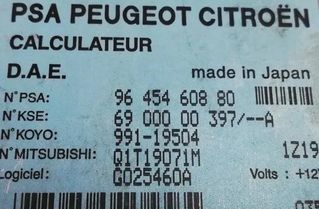 PSA PEUGEOT CITROËN
CALCULATEUR
D.A.E. made in Japan
N°PSA: 96 454 608 80
N°KSE: 69 000 00 397/--A
N°KOYO: 991-19504
N°MITSUBISHI: Q1T19071M 1Z19
Logiciel: G025460A Volts : +12